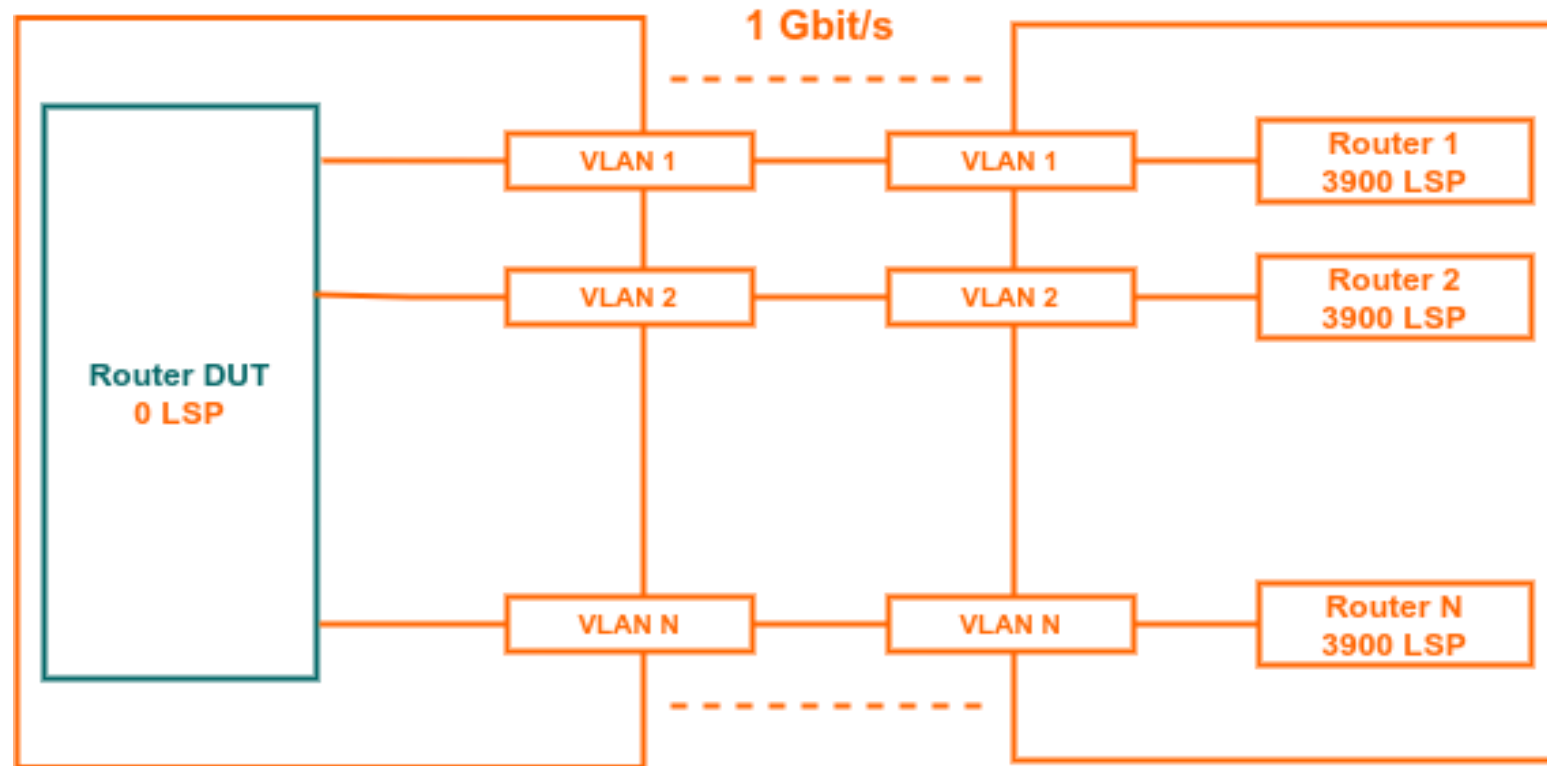 1 Gbit/s
VLAN 1
VLAN 1
Router 1
3900 LSP
VLAN 2
VLAN 2
Router 2
3900 LSP
Router DUT
0 LSP
VLAN N
VLAN N
Router N
3900 LSP